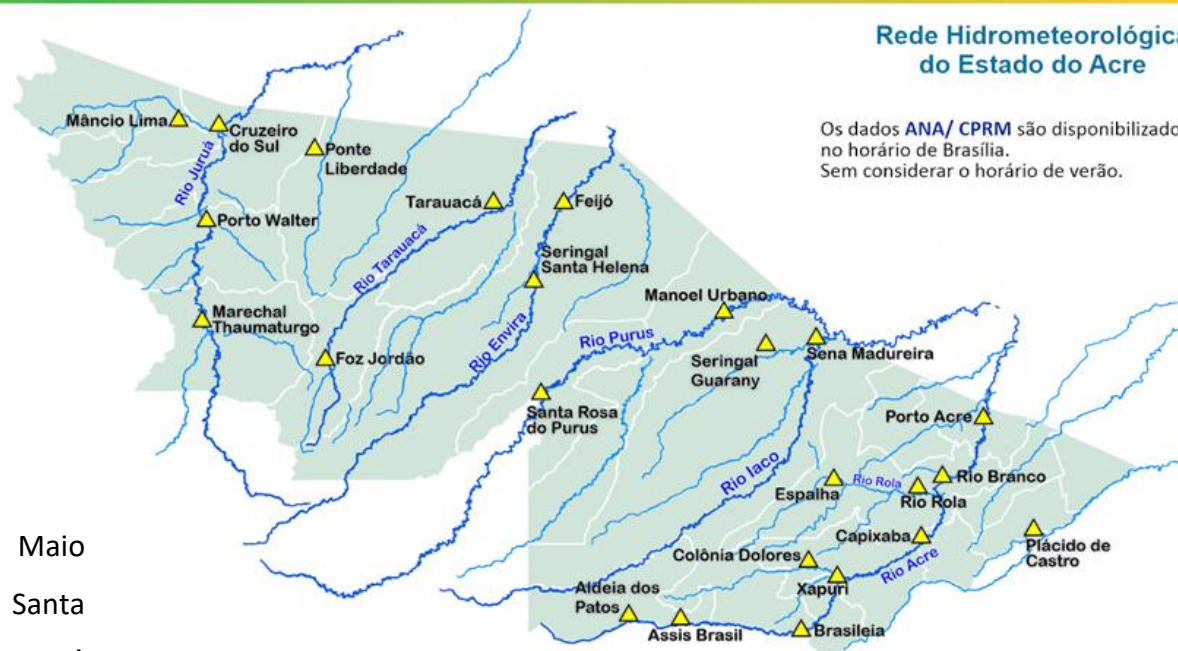 Rede Hidrometeorológica
do Estado do Acre
Os dados ANA/ CPRM são disponibilizado
no horário de Brasília.
Sem considerar o horário de verão.
Mâncio Lima
Cruzeiro
do Sul
Ponte
Liberdade
Rio Juruá
Porto Walter
Tarauacá
Feijó
Rio Tarauacá
Seringal
Santa Helena
Marechal
Thaumaturgo
Foz Jordão
Rio Envira
Manoel Urbano
Rio Purus
Seringal
Guarany
Sena Madureira
Santa Rosa
do Purus
Porto Acre
Rio Iaco
Espalha
Rio Rola
Rio Rola
Rio Branco
Capixaba
Plácido de
Castro
Colônia Dolores
Xapuri
Rio Acre
Aldeia dos
Patos
Assis Brasil
Brasileia
Maio
Santa